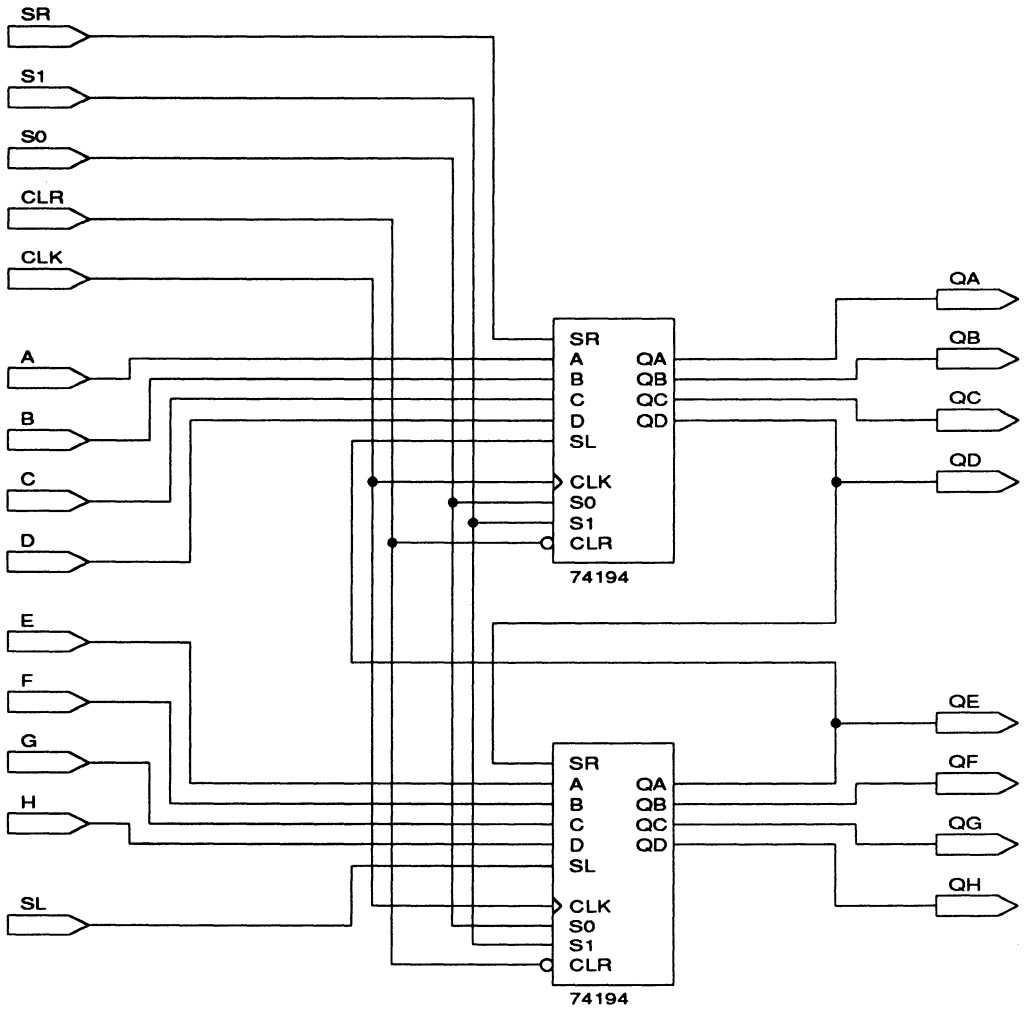 SR
S1
S0
CLR
CLK
A
B
C
D
E
F
G
H
SL
SR
A QA
B QB
C QC
D QD
SL
CLK
S0
S1
CLR
74194
SR
A QA
B QB
C QC
D QD
SL
CLK
S0
S1
CLR
74194
QA
QB
QC
QD
QE
QF
QG
QH